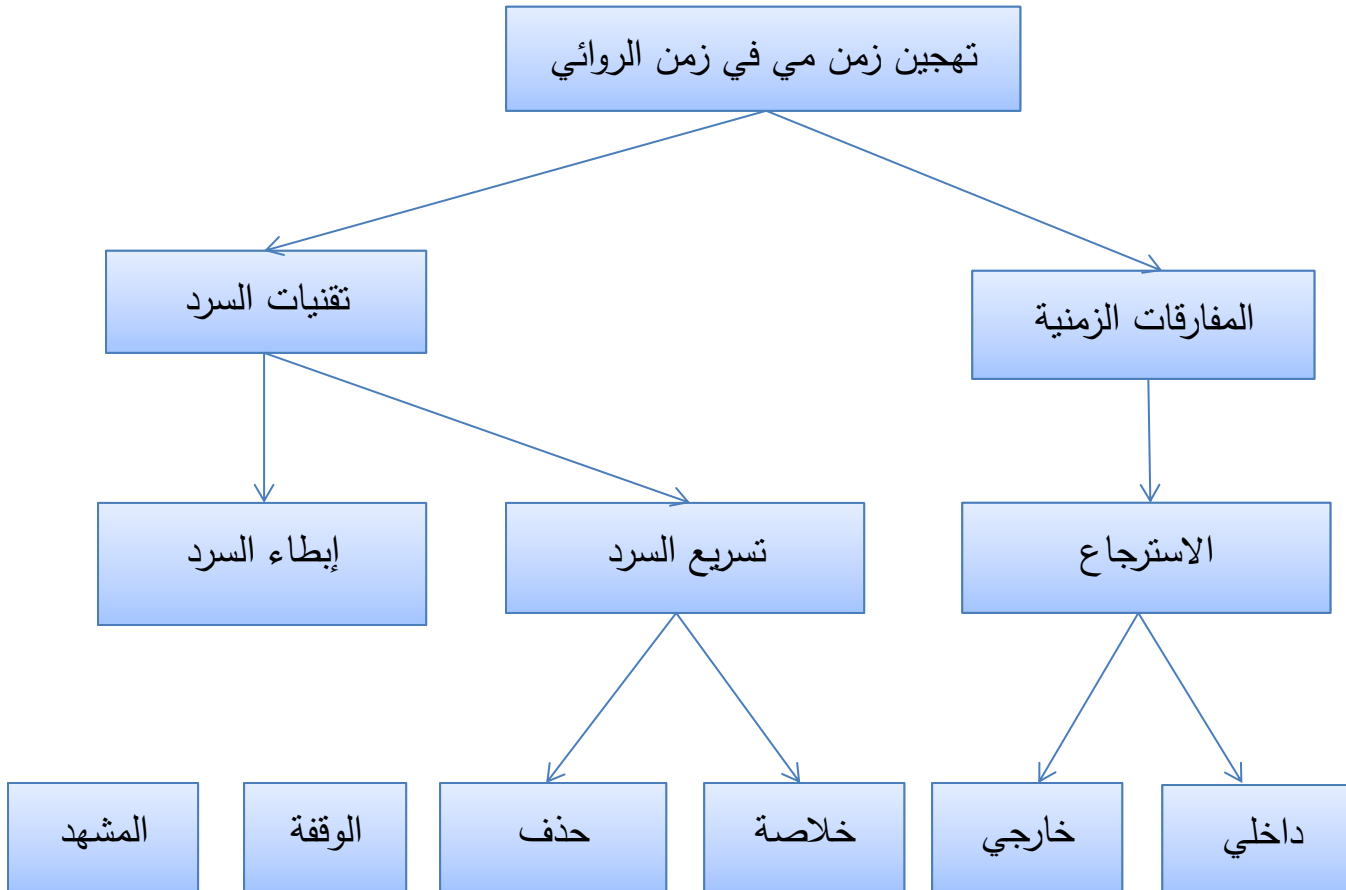 تهجين زمن مي في زمن الروائي
المفارقات الزمنية
تقنيات السرد
الاسترجاع
تسريع السرد
إبطاء السرد
داخلي
خارجي
خلاصة
حذف
الوقفة
المشهد